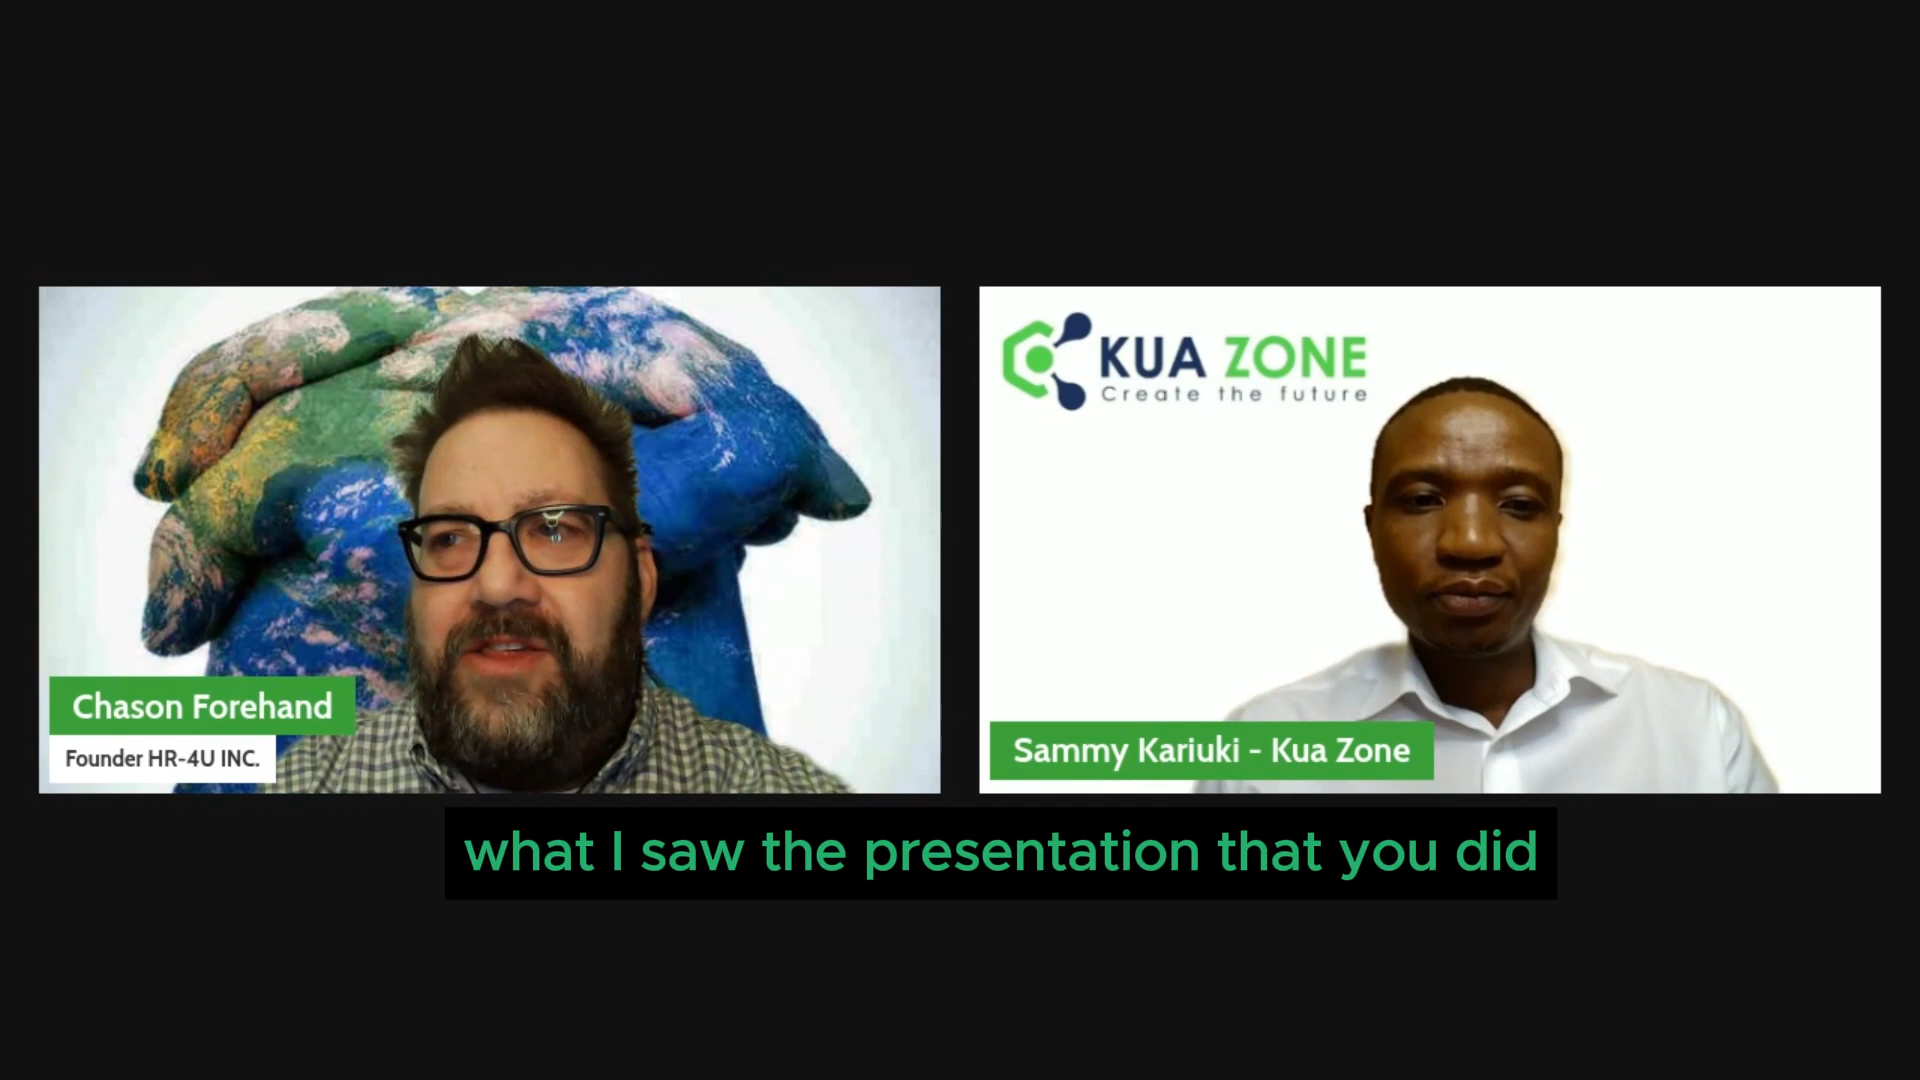 KUA ZONE
Create the future
Chason Forehand
Founder HR-4U INC.
Sammy Kariuki - Kua Zone
what I saw the presentation that you did